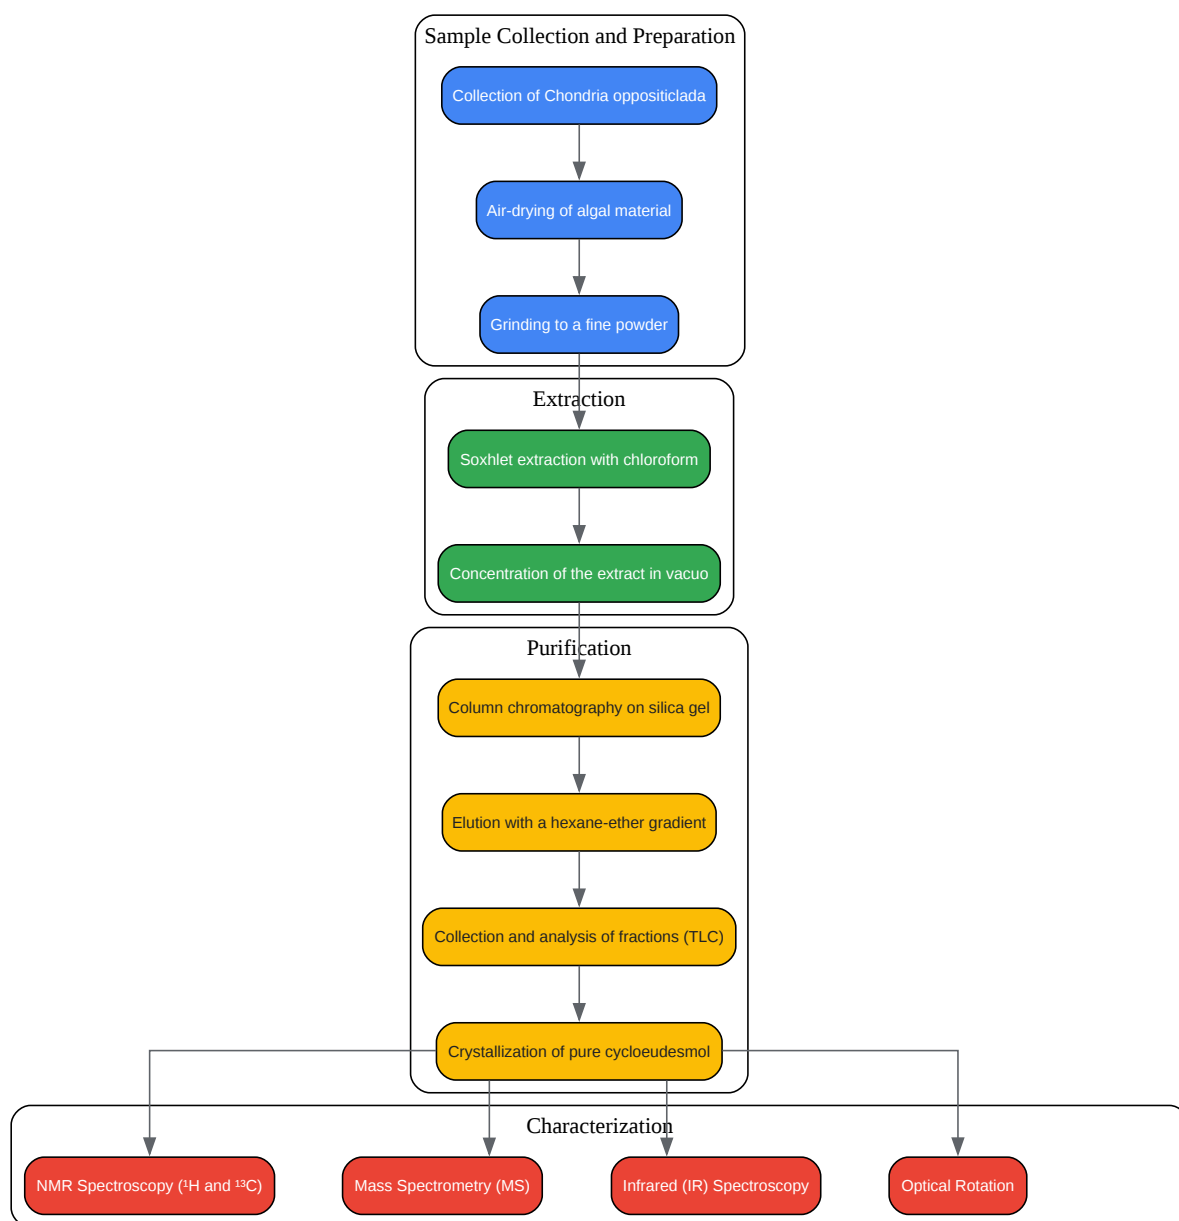 Sample Collection and Preparation
Collection of Chondria oppositiclada
Air-drying of algal material
Grinding to a fine powder
Extraction
Soxhlet extraction with chloroform
Concentration of the extract in vacuo
Purification
Column chromatography on silica gel
Elution with a hexane-ether gradient
Collection and analysis of fractions (TLC)
Crystallization of pure cycloeudesmol
Characterization
NMR Spectroscopy (¹H and ¹³C)
Mass Spectrometry (MS)
Infrared (IR) Spectroscopy
Optical Rotation